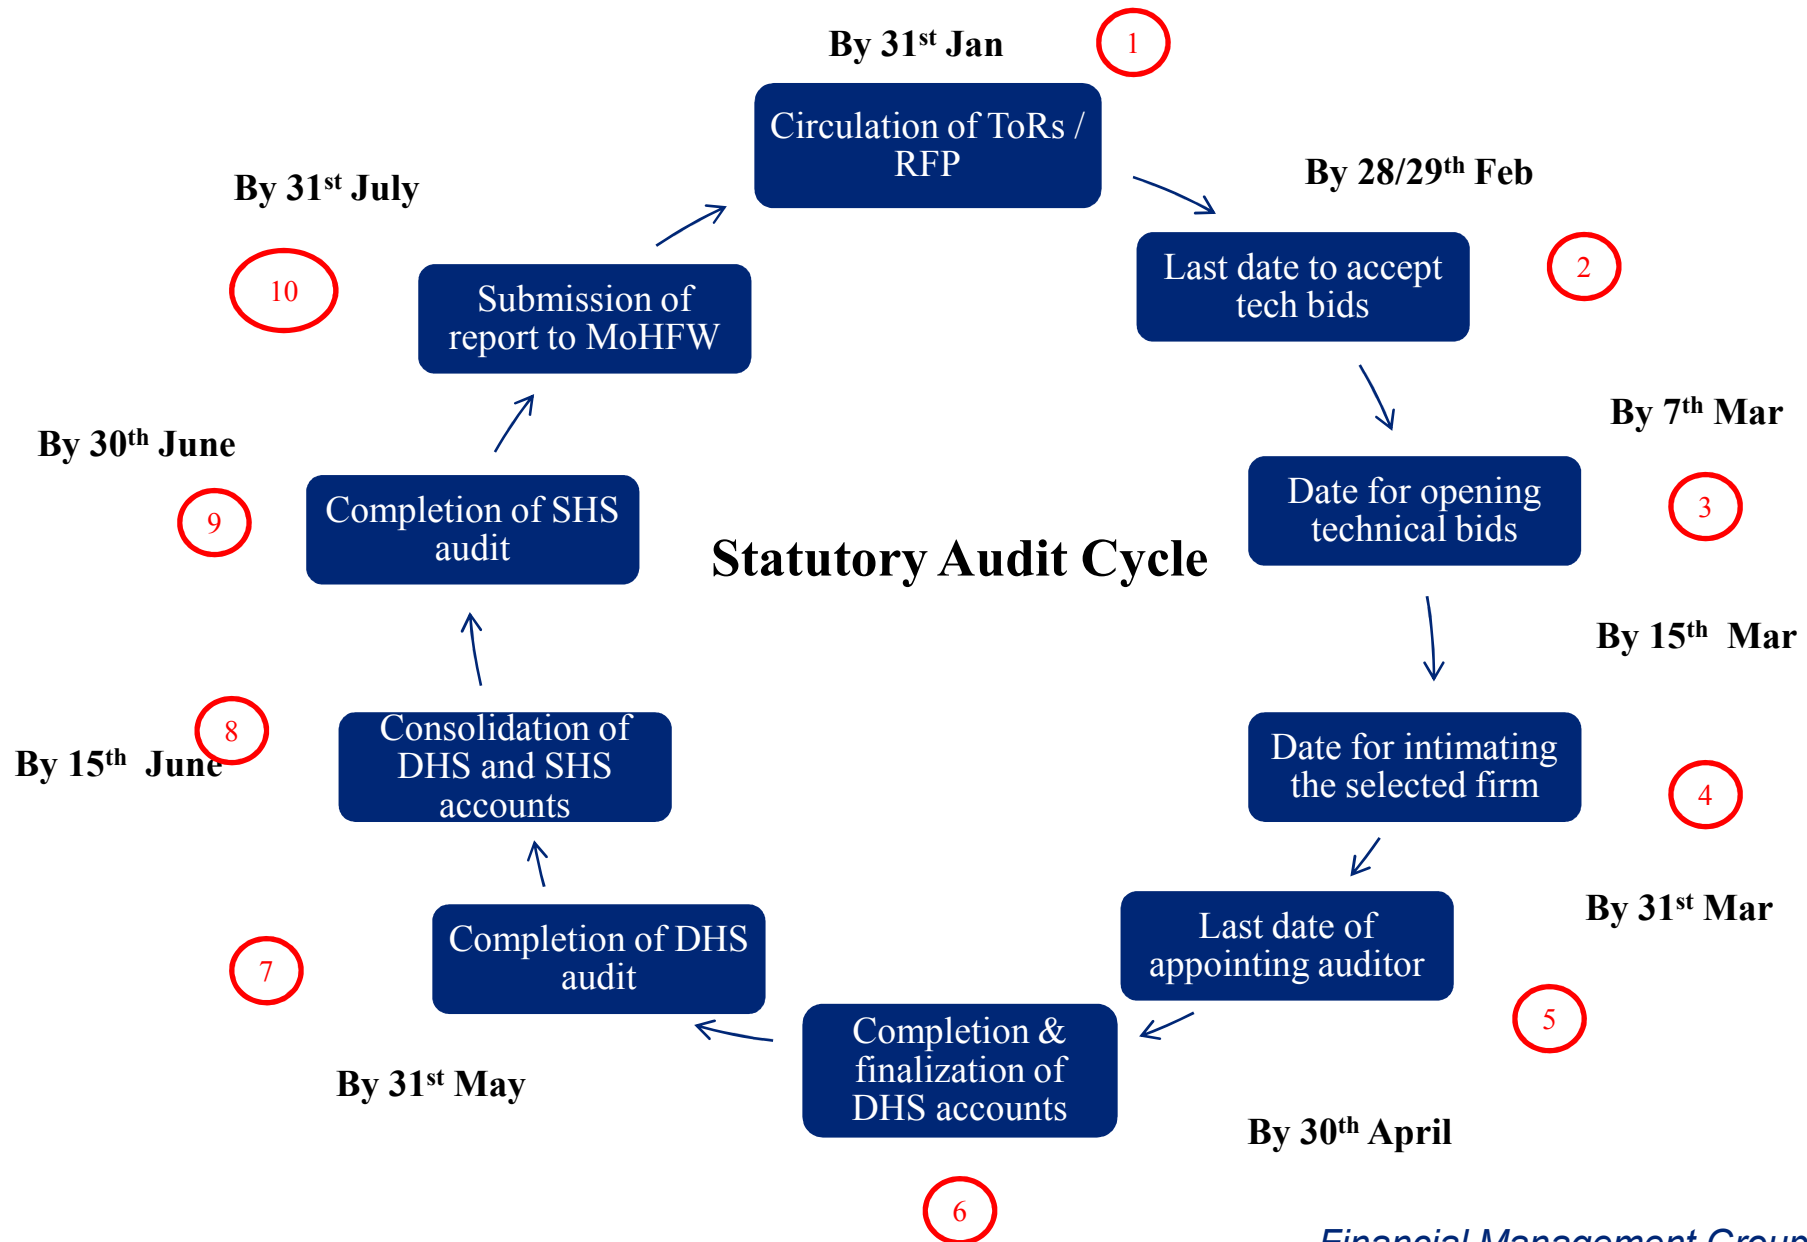 By 31st Jan
1
Circulation of ToRs /
RFP
By 28/29th Feb
Last date to accept
tech bids
2
By 7th Mar
Date for opening
technical bids
3
By 15th Mar
Date for intimating
the selected firm
4
By 31st Mar
Last date of
appointing auditor
5
By 30th April
Completion &
finalization of
DHS accounts
6
By 31st May
Completion of DHS
audit
7
By 15th June
Consolidation of
DHS and SHS
accounts
8
By 30th June
Completion of SHS
audit
9
By 31st July
Submission of
report to MoHFW
10
Statutory Audit Cycle
Financial Management Group